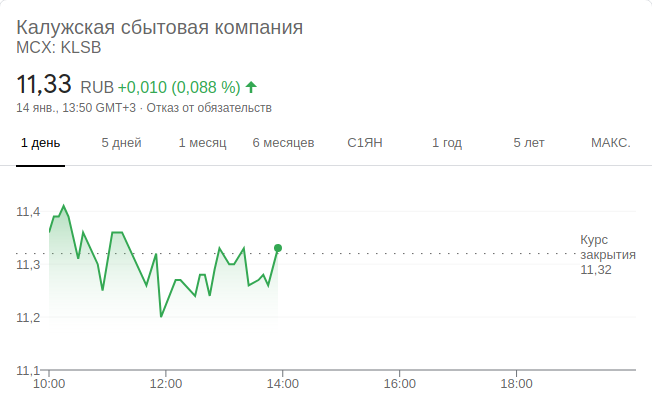 Калужская сбытовая компания
MCX: KLSB
11,33 RUB +0,010 (0,088 %)
14 янв., 13:50 GMT+3 · Отказ от обязательств
1 день 5 дней 1 месяц 6 месяцев С1ЯН 1 год 5 лет МАКС.
11,4
Курс
закрытия
11,3
11,32
11,2
11,1
10:00 12:00 14:00 16:00 18:00